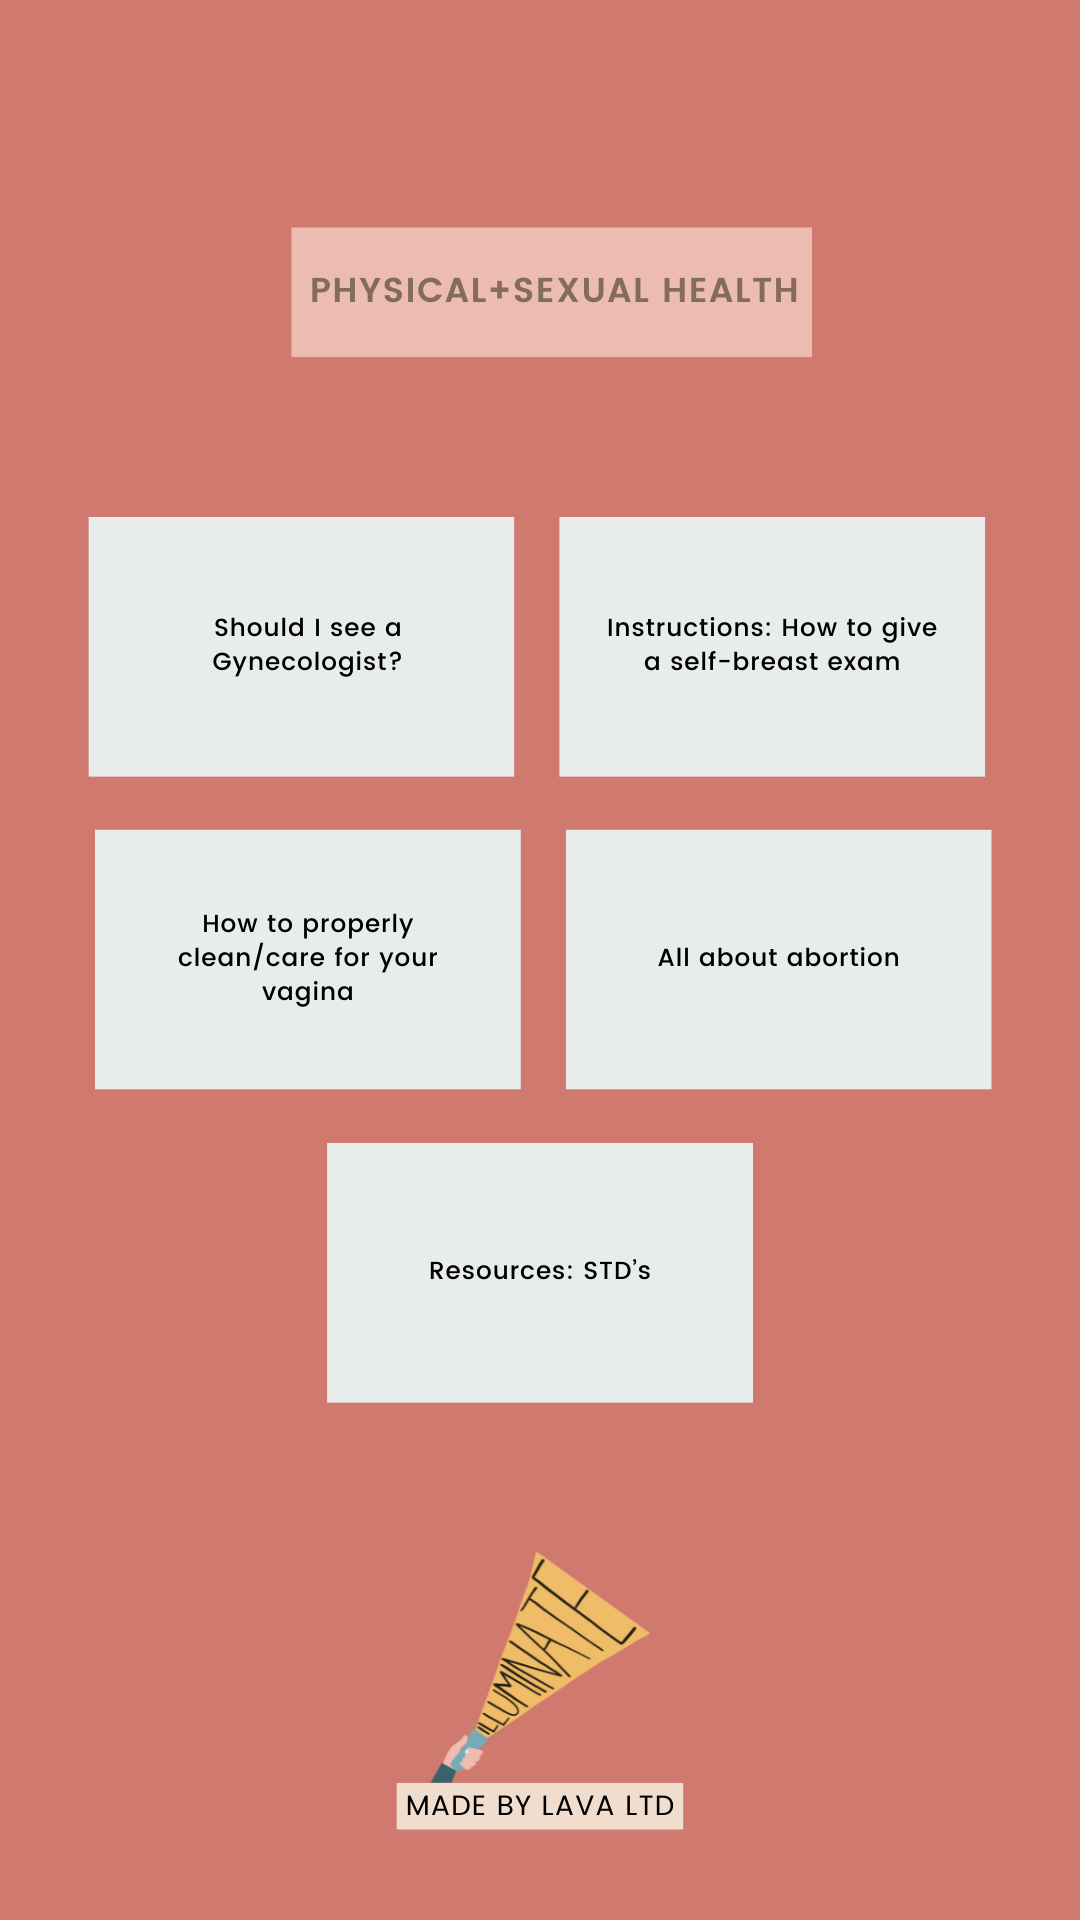 PHYSICAL+SEXUAL HEALTH
Should I see a
Gynecologist?
Instructions: How to give
a self-breast exam
How to properly
clean/care for your
vagina
All about abortion
Resources: STD's
ILLUMINATE
MADE BY LAVA LTD